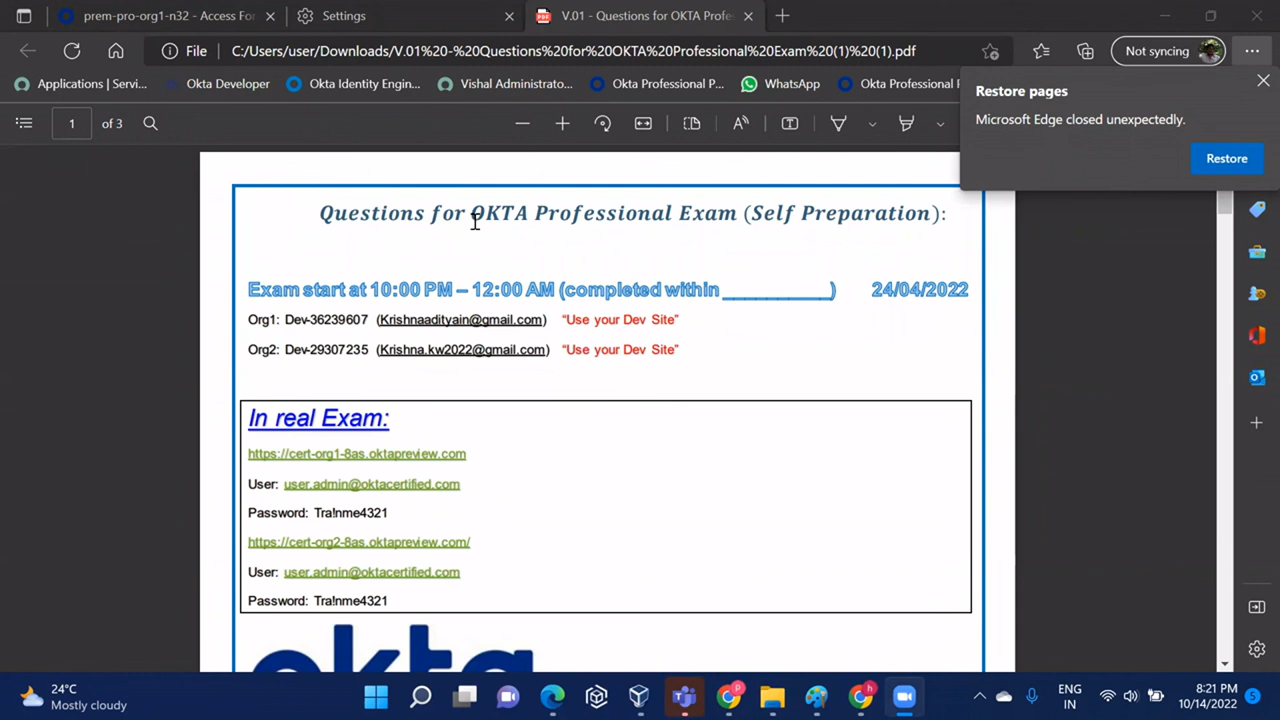 prem-pro-org1-n32 - Access For
Settings
V.01 - Questions for OKTA Profes
File
C:/Users/user/Downloads/V.01%20-%20Questions%20for%20OKTA%20Professional%20Exam%20(1)%20(1).pdf
Not syncing
Applications | Servi...
Okta Developer
Okta Identity Engin...
Vishal Administrato...
Okta Professional P...
WhatsApp
Okta Professional
Restore pages
Microsoft Edge closed unexpectedly.
Restore
1 of 3
Questions for OKTA Professional Exam (Self Preparation):
Exam start at 10:00 PM – 12:00 AM (completed within __________) 24/04/2022
Org1: Dev-36239607 (Krishnaadityain@gmail.com) “Use your Dev Site”
Org2: Dev-29307235 (Krishna.kw2022@gmail.com) “Use your Dev Site”
In real Exam:
https://cert-org1-8as.oktapreview.com
User: user.admin@oktacertified.com
Password: Tra!nme4321
https://cert-org2-8as.oktapreview.com/
User: user.admin@oktacertified.com
Password: Tra!nme4321
okta
24°C
Mostly cloudy
ENG
IN
8:21 PM
10/14/2022
5